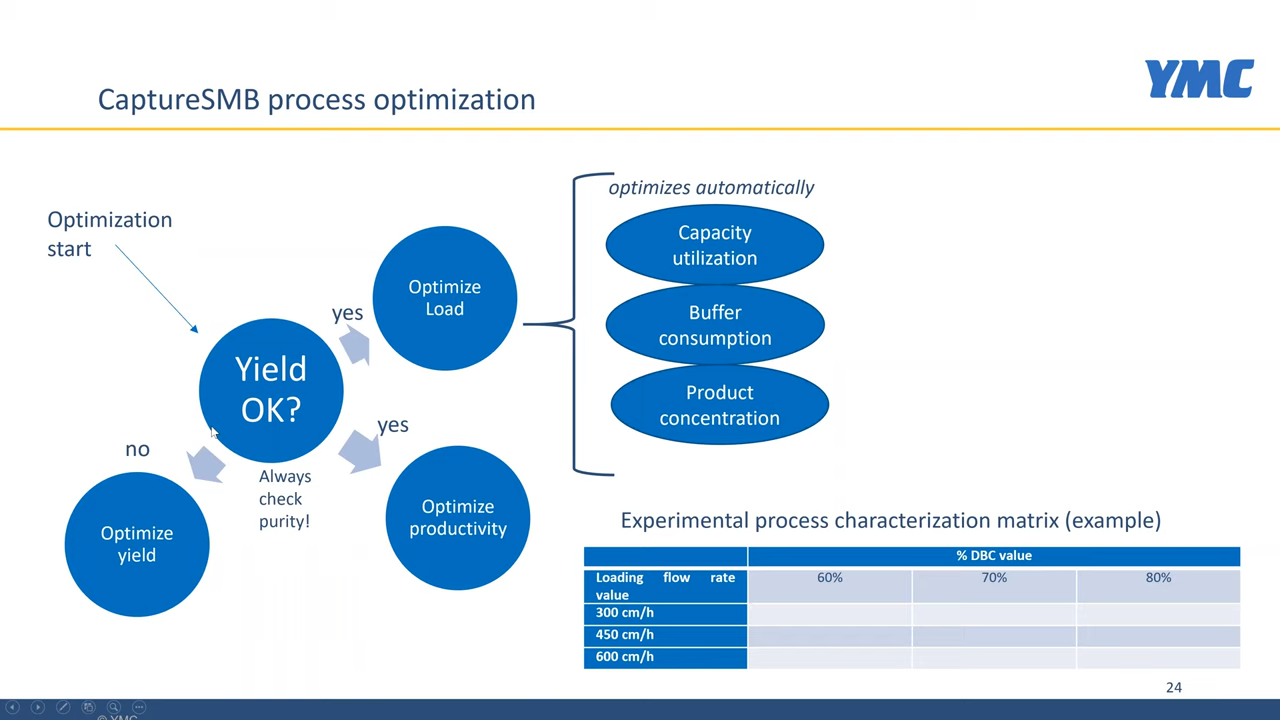 YMC
CaptureSMB process optimization
Optimization
start
Yield
OK?
yes
Optimize
Load
yes
Optimize
productivity
no
Optimize
yield
Always
check
purity!
optimizes automatically
Capacity
utilization
Buffer
consumption
Product
concentration
Experimental process characterization matrix (example)
% DBC value
Loading flow rate
value
60% 70% 80%
300 cm/h
450 cm/h
600 cm/h
24
© YMC